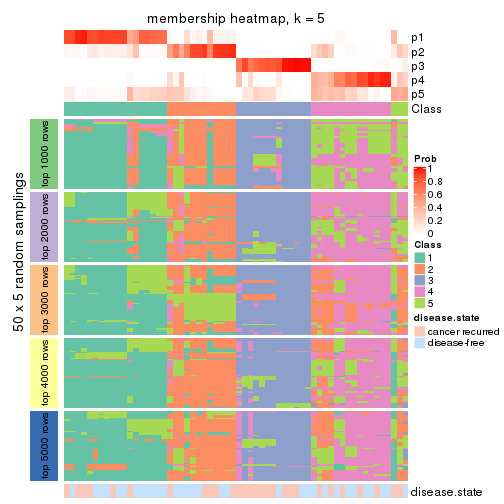 membership heatmap, k = 5
p1
p2
p3
p4
p5
Class
50 x 5 random samplings
top 1000 rows
top 2000 rows
top 3000 rows
top 4000 rows
top 5000 rows
disease.state
Prob
1
0.8
0.6
0.4
0.2
0
Class
1
2
3
4
5
disease.state
cancer recurred
disease-free